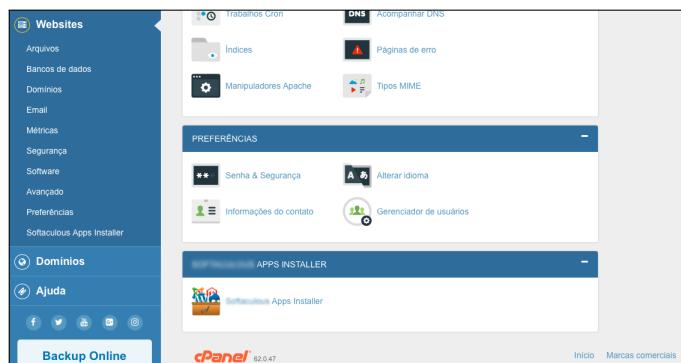 Websites
Arquivos
Bancos de dados
Domínios
Email
Métricas
Segurança
Software
Avançado
Preferências
Softaculous Apps Installer
Domínios
Ajuda
Backup Online
Trabalhos Cron
DNS
Acompanhar DNS
Índices
Páginas de erro
Manipuladores Apache
Tipos MIME
PREFERÊNCIAS
Senha & Segurança
Alterar idioma
Informações do contato
Gerenciador de usuários
APPS INSTALLER
Softaculous Apps Installer
cPanel 62.0.47
Início Marcas comerciais